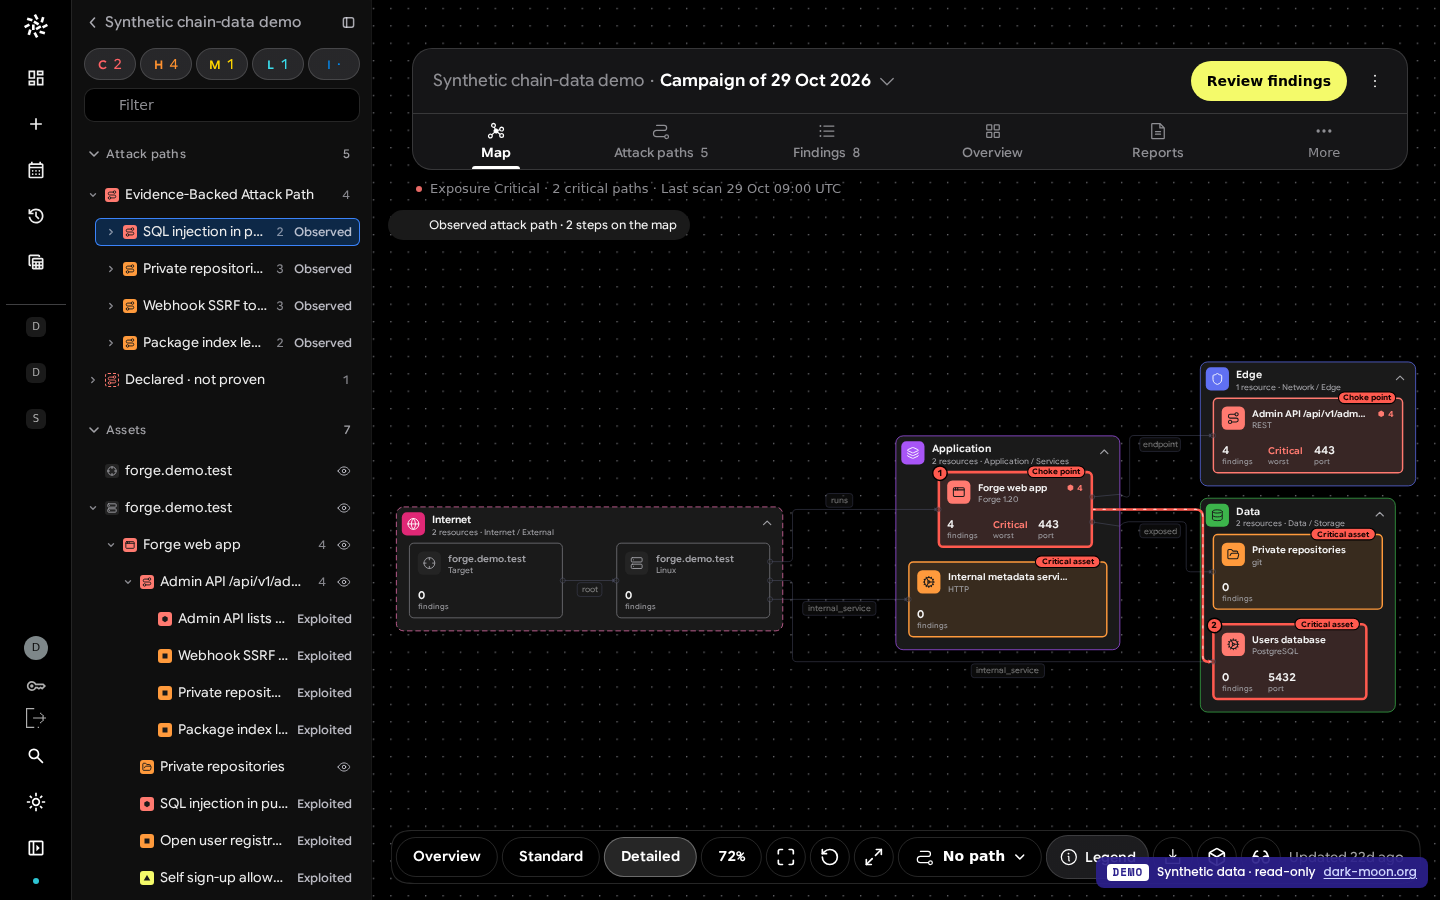 Synthetic chain-data demo
C 2
H 4
M 1
L 1
I ·
Filter
Attack paths 5
Evidence-Backed Attack Path 4
SQL injection in p... 2 Observed
Private repositori... 3 Observed
Webhook SSRF to... 3 Observed
Package index le... 2 Observed
Declared · not proven 1
Assets 7
forge.demo.test
forge.demo.test
Forge web app 4
Admin API /api/v1/ad... 4
Admin API lists ... Exploited
Webhook SSRF ... Exploited
Private reposit... Exploited
Package index l... Exploited
Private repositories
SQL injection in pu... Exploited
Open user registr... Exploited
Self sign-up allow... Exploited
D
D
S
D
Synthetic chain-data demo · Campaign of 29 Oct 2026
Review findings
Map
Attack paths 5
Findings 8
Overview
Reports
More
Exposure Critical · 2 critical paths · Last scan 29 Oct 09:00 UTC
Observed attack path · 2 steps on the map
Internet
2 resources · Internet / External
forge.demo.test
Target
0
findings
root
forge.demo.test
Linux
0
findings
runs
internal_service
internal_service
Application
2 resources · Application / Services
1
Choke point
Forge web app
4
Forge 1.20
4 Critical 443
findings worst port
Critical asset
Internal metadata servi...
HTTP
0
findings
endpoint
exposed
Edge
1 resource · Network / Edge
Choke point
Admin API /api/v1/adm...
4
REST
4 Critical 443
findings worst port
Data
2 resources · Data / Storage
Critical asset
Private repositories
git
0
findings
2
Critical asset
Users database
PostgreSQL
0 5432
findings port
Overview
Standard
Detailed
72%
No path
Legend
Updated 22d ago
DEMO Synthetic data · read-only dark-moon.org